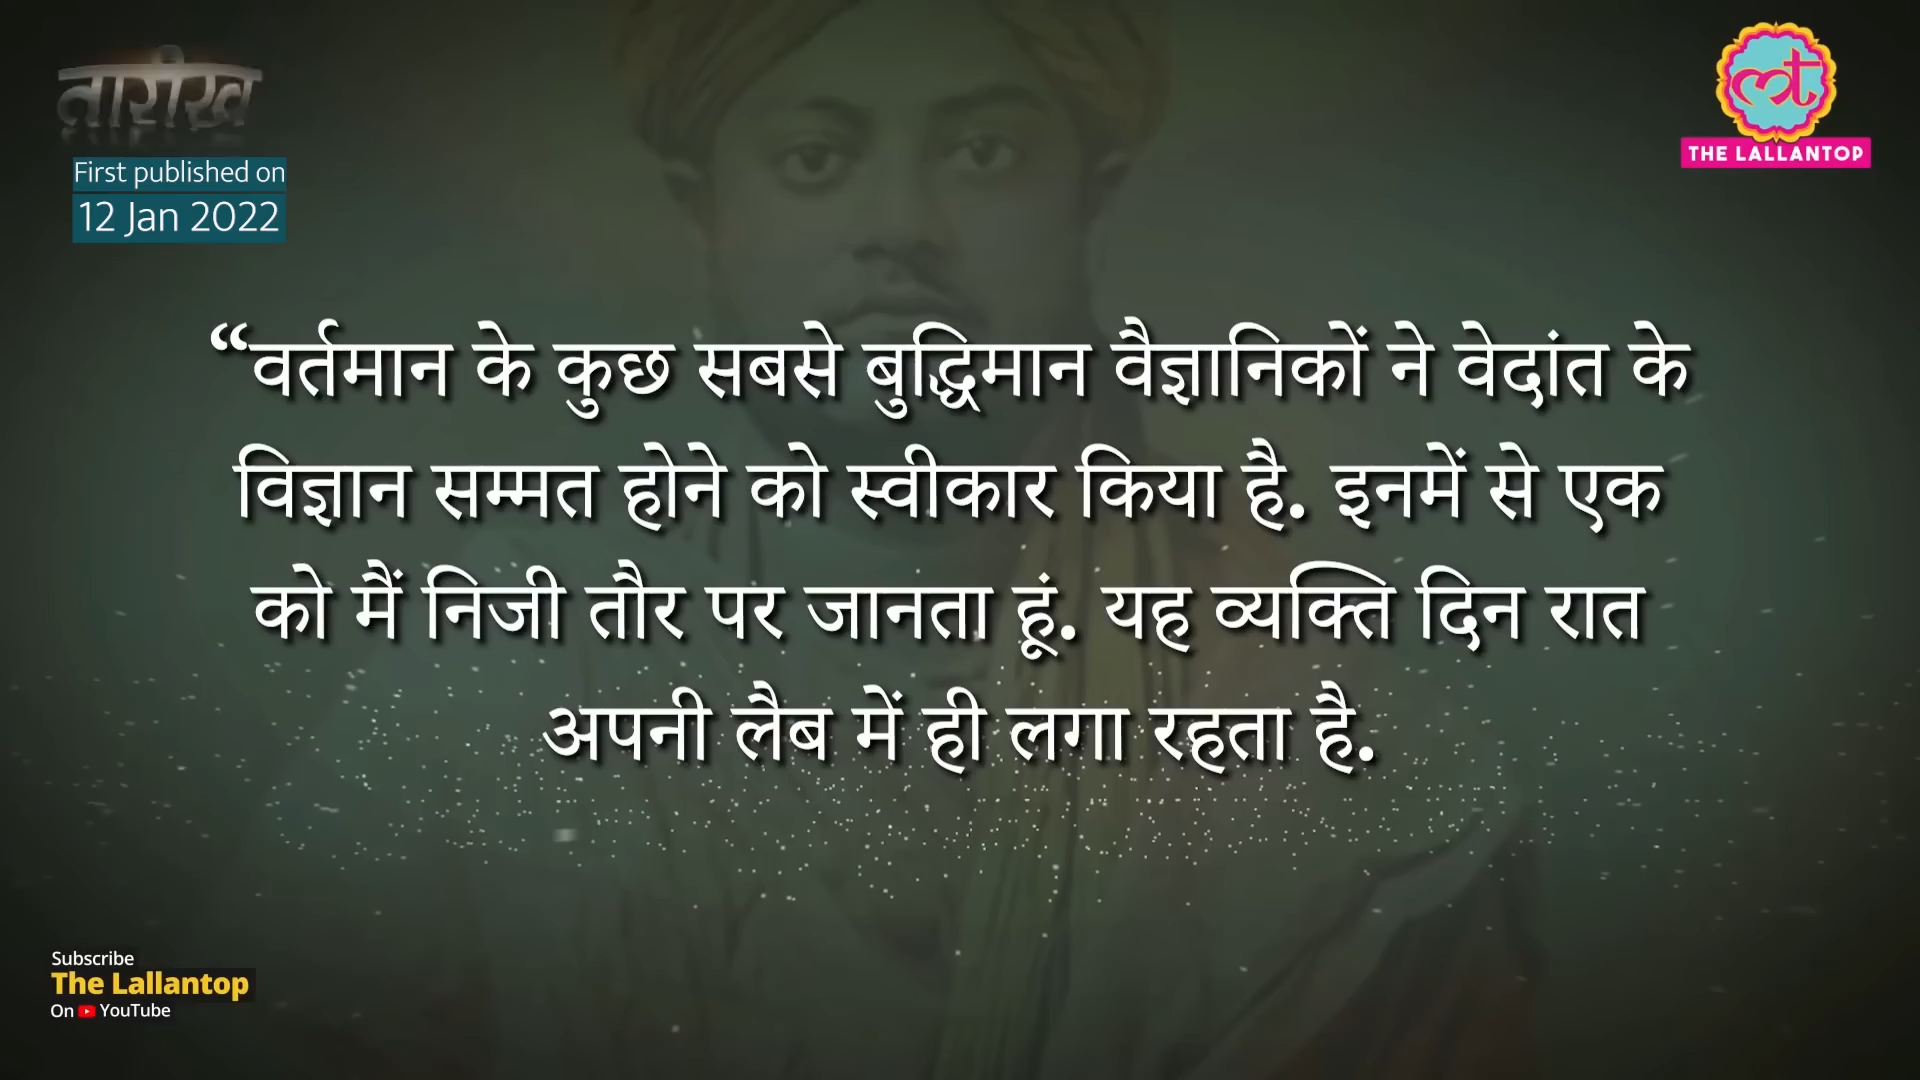 तारीख
First published on
12 Jan 2022
THE LALLANTOP
“वर्तमान के कुछ सबसे बुद्धिमान वैज्ञानिकों ने वेदांत के
विज्ञान सम्मत होने को स्वीकार किया है. इनमें से एक
को मैं निजी तौर पर जानता हूं. यह व्यक्ति दिन रात
अपनी लैब में ही लगा रहता है.
Subscribe
The Lallantop
On YouTube